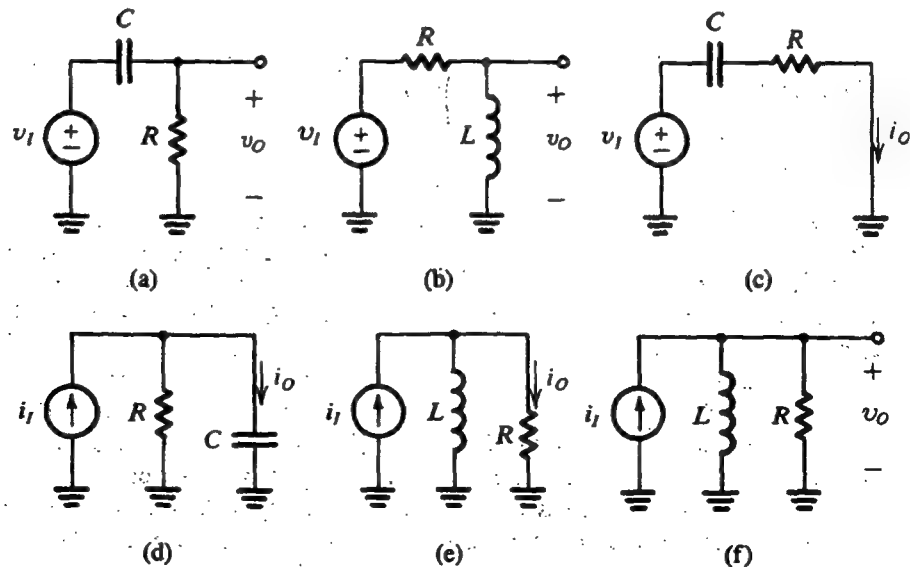 C
R
C
R
v_I
+
−
R
+
v_O
−
v_I
+
−
L
+
v_O
−
v_I
+
−
i_O
(a)
(b)
(c)
i_I
R
C
i_O
i_I
L
R
i_O
i_I
L
R
+
v_O
−
(d)
(e)
(f)